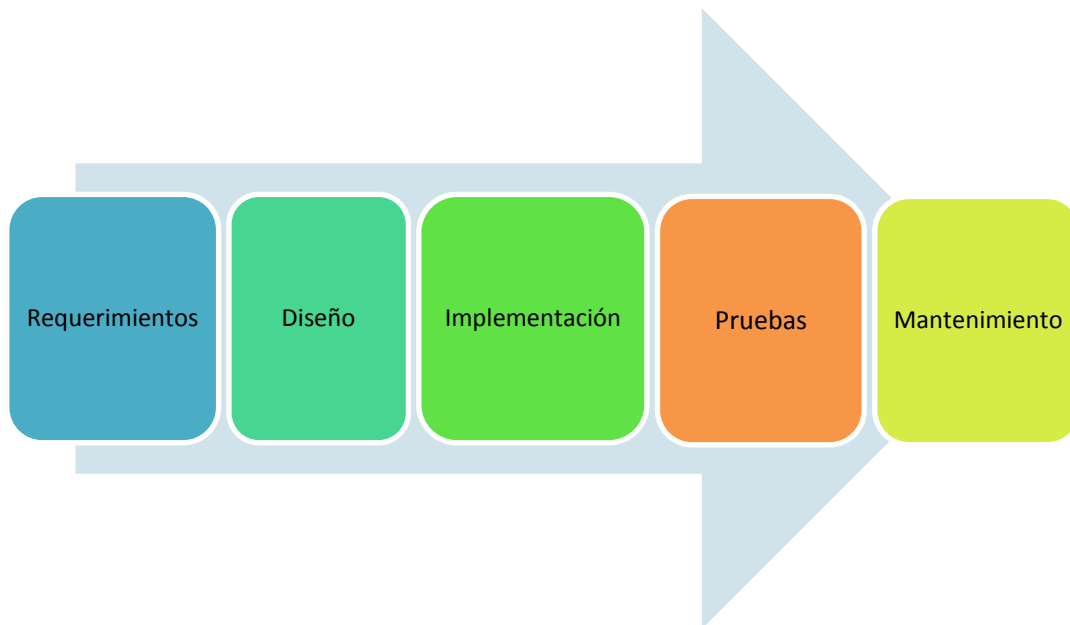 Requerimientos
Diseño
Implementación
Pruebas
Mantenimiento